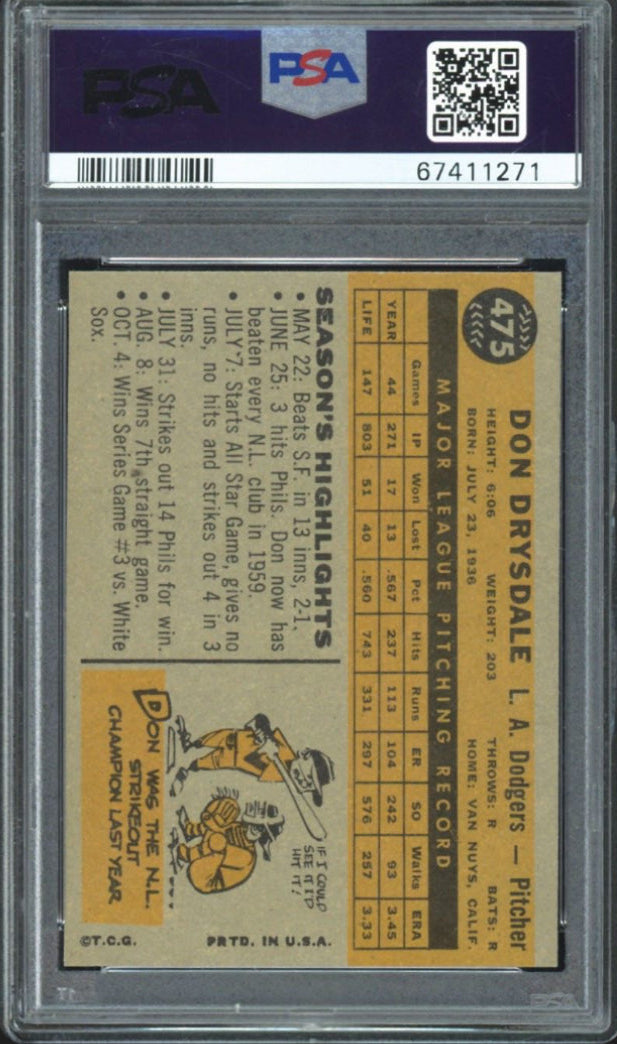 PSA
PSA
67411271
475
DON DRYSDALE L. A. Dodgers — Pitcher
HEIGHT: 6:06 WEIGHT: 203 THROWS: R BATS: R
BORN: JULY 23, 1936 HOME: VAN NUYS, CALIF.
MAJOR LEAGUE PITCHING RECORD
Games IP Won Lost Pct Hits Runs ER SO Walks ERA
YEAR 44 271 17 13 .567 237 113 104 242 93 3.45
LIFE 147 803 51 40 .560 743 331 297 576 257 3.33
SEASON'S HIGHLIGHTS
• MAY 22: Beats S.F. in 13 inns, 2-1.
• JUNE 25: 3 hits Phils. Don now has
beaten every N.L. club in 1959.
• JULY 7: Starts All Star Game, gives no
runs, no hits and strikes out 4 in 3
inns.
• JULY 31: Strikes out 14 Phils for win.
• AUG. 8: Wins 7th straight game.
• OCT. 4: Wins Series Game #3 vs. White
Sox.
IF I COULD
SEE IT I'D
HIT IT!
DON WAS THE N.L.
STRIKEOUT
CHAMPION LAST YEAR
©T.C.G. PRTD. IN U.S.A.
PSA